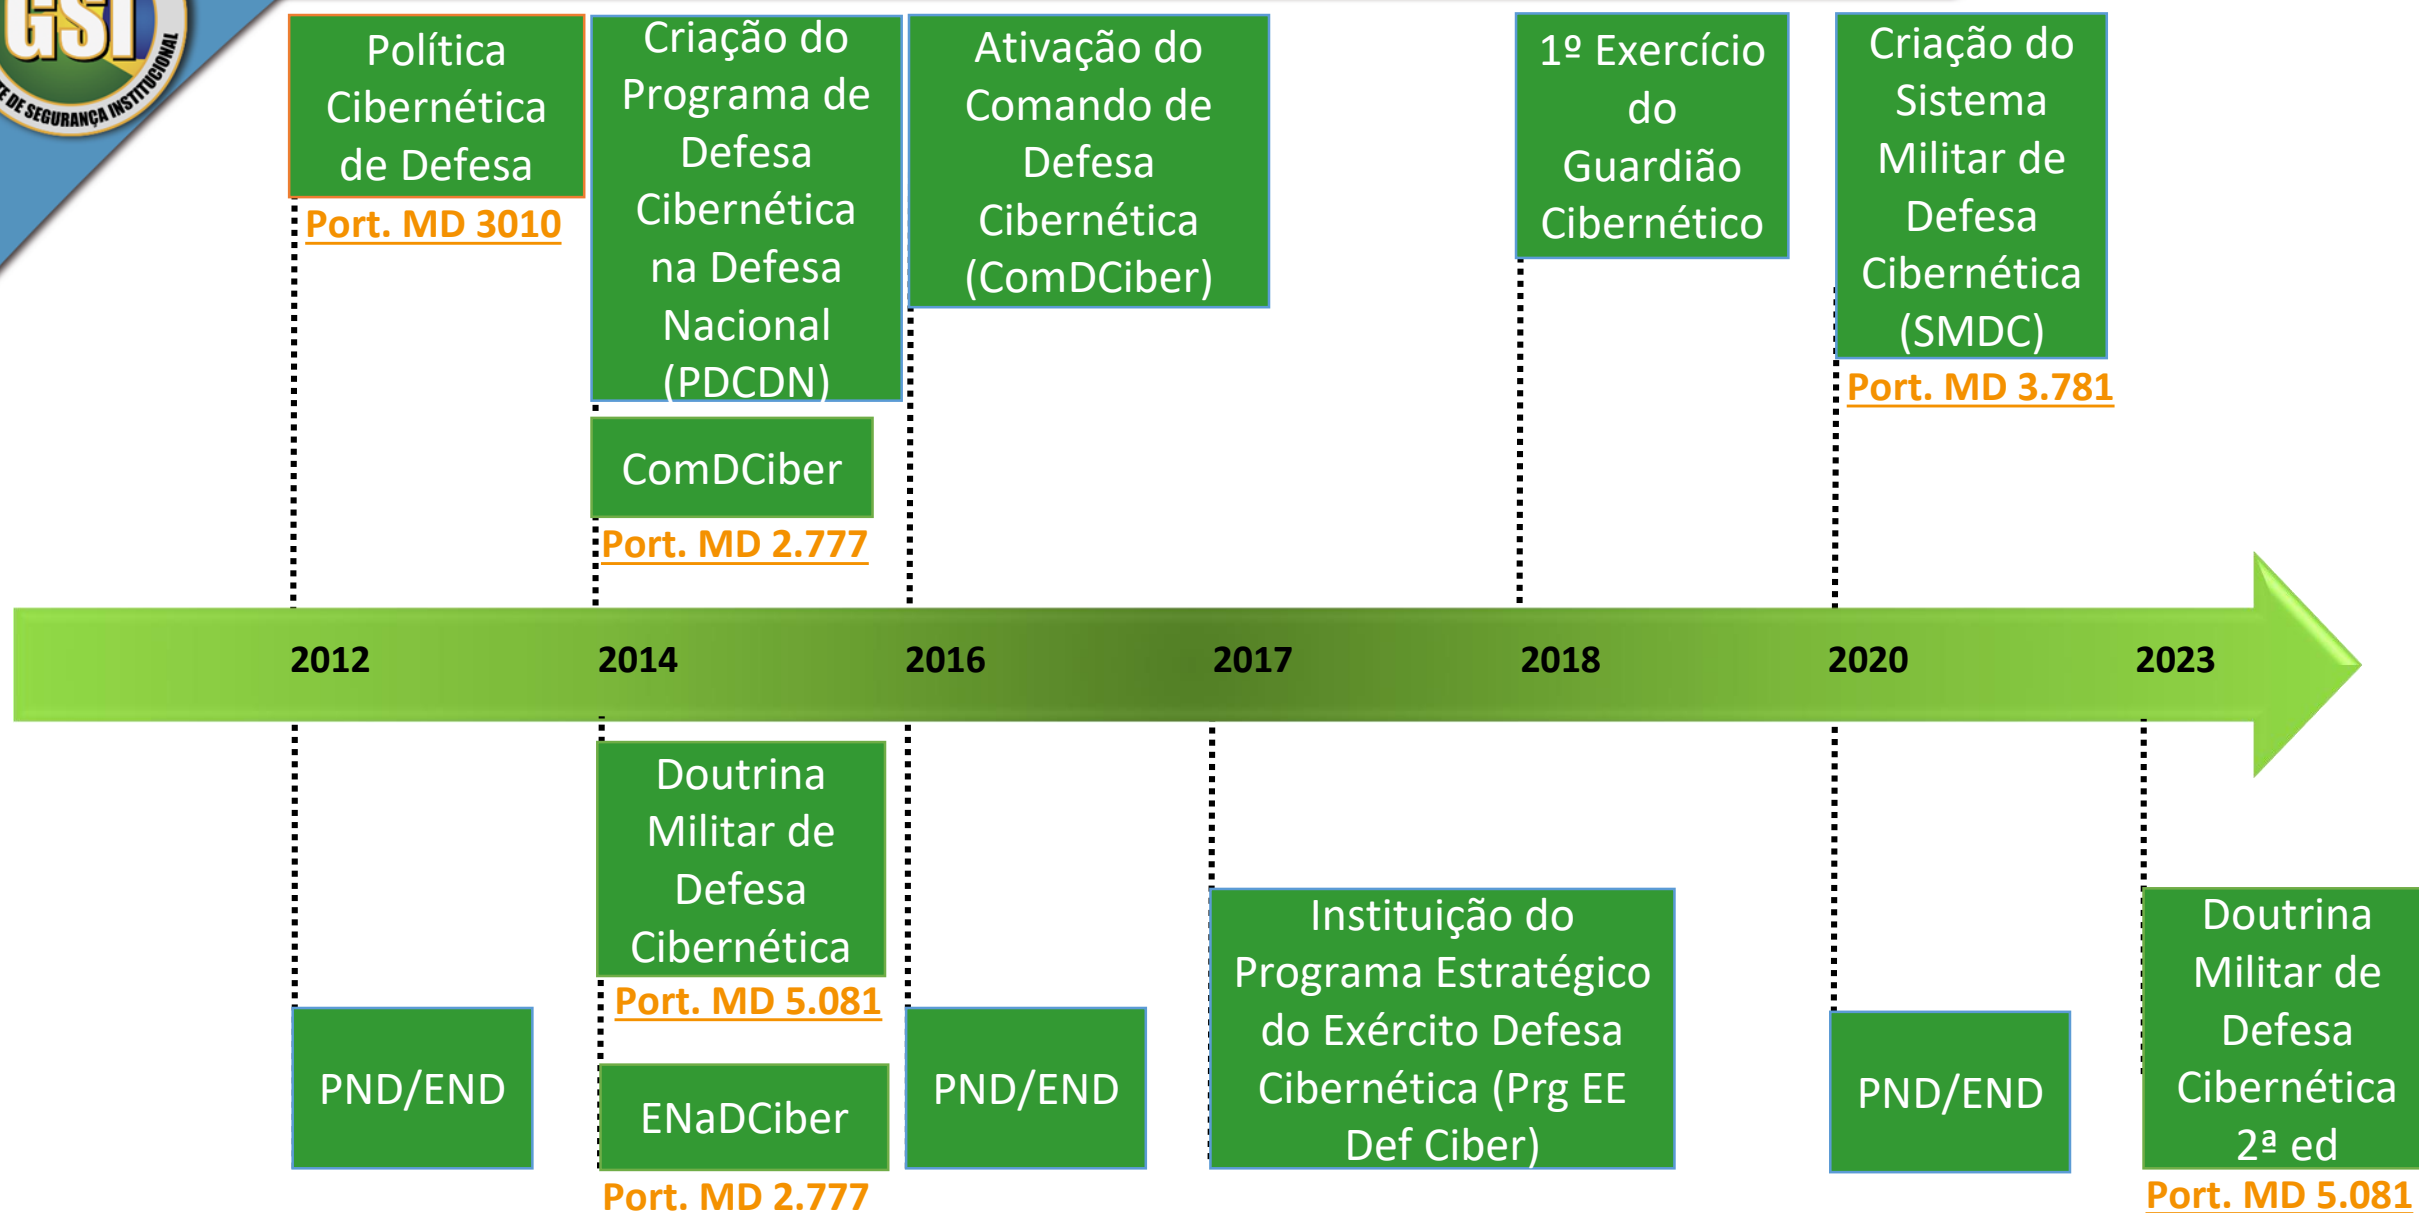 GSI
TE DE SEGURANÇA INSTITUCIONAL
Política
Cibernética
de Defesa
Port. MD 3010
Criação do
Programa de
Defesa
Cibernética
na Defesa
Nacional
(PDCDN)
ComDCiber
Port. MD 2.777
Ativação do
Comando de
Defesa
Cibernética
(ComDCiber)
1º Exercício
do
Guardião
Cibernético
Criação do
Sistema
Militar de
Defesa
Cibernética
(SMDC)
Port. MD 3.781
2012
2014
2016
2017
2018
2020
2023
PND/END
Doutrina
Militar de
Defesa
Cibernética
Port. MD 5.081
ENaDCiber
Port. MD 2.777
PND/END
Instituição do
Programa Estratégico
do Exército Defesa
Cibernética (Prg EE
Def Ciber)
PND/END
Doutrina
Militar de
Defesa
Cibernética
2ª ed
Port. MD 5.081